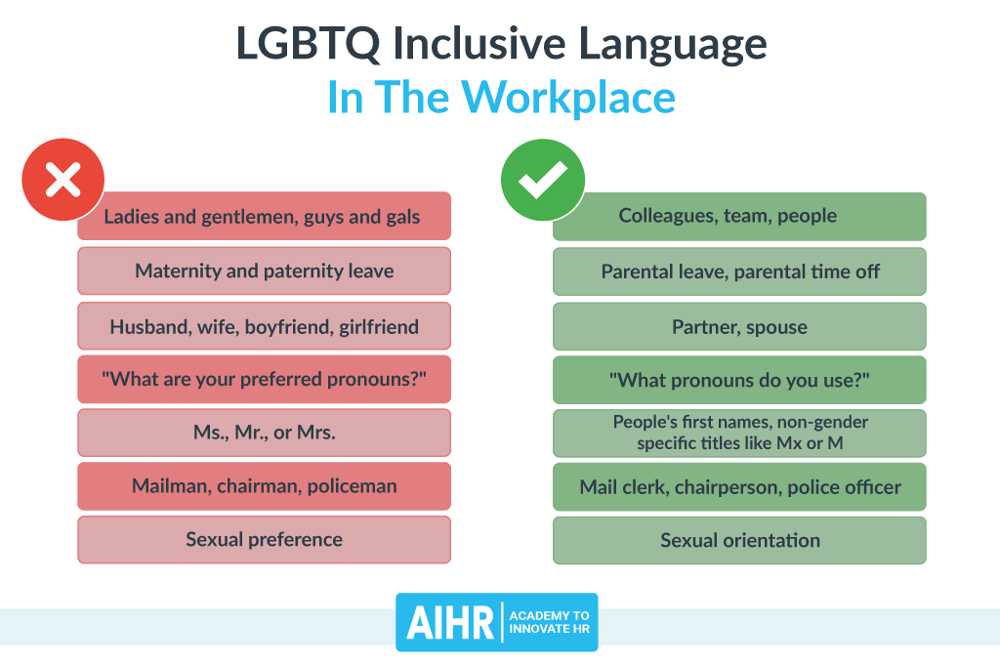 LGBTQ Inclusive Language
In The Workplace
Ladies and gentlemen, guys and gals
Colleagues, team, people
Maternity and paternity leave
Parental leave, parental time off
Husband, wife, boyfriend, girlfriend
Partner, spouse
"What are your preferred pronouns?"
"What pronouns do you use?"
Ms., Mr., or Mrs.
People's first names, non-gender
specific titles like Mx or M
Mailman, chairman, policeman
Mail clerk, chairperson, police officer
Sexual preference
Sexual orientation
AIHR
ACADEMY TO
INNOVATE HR